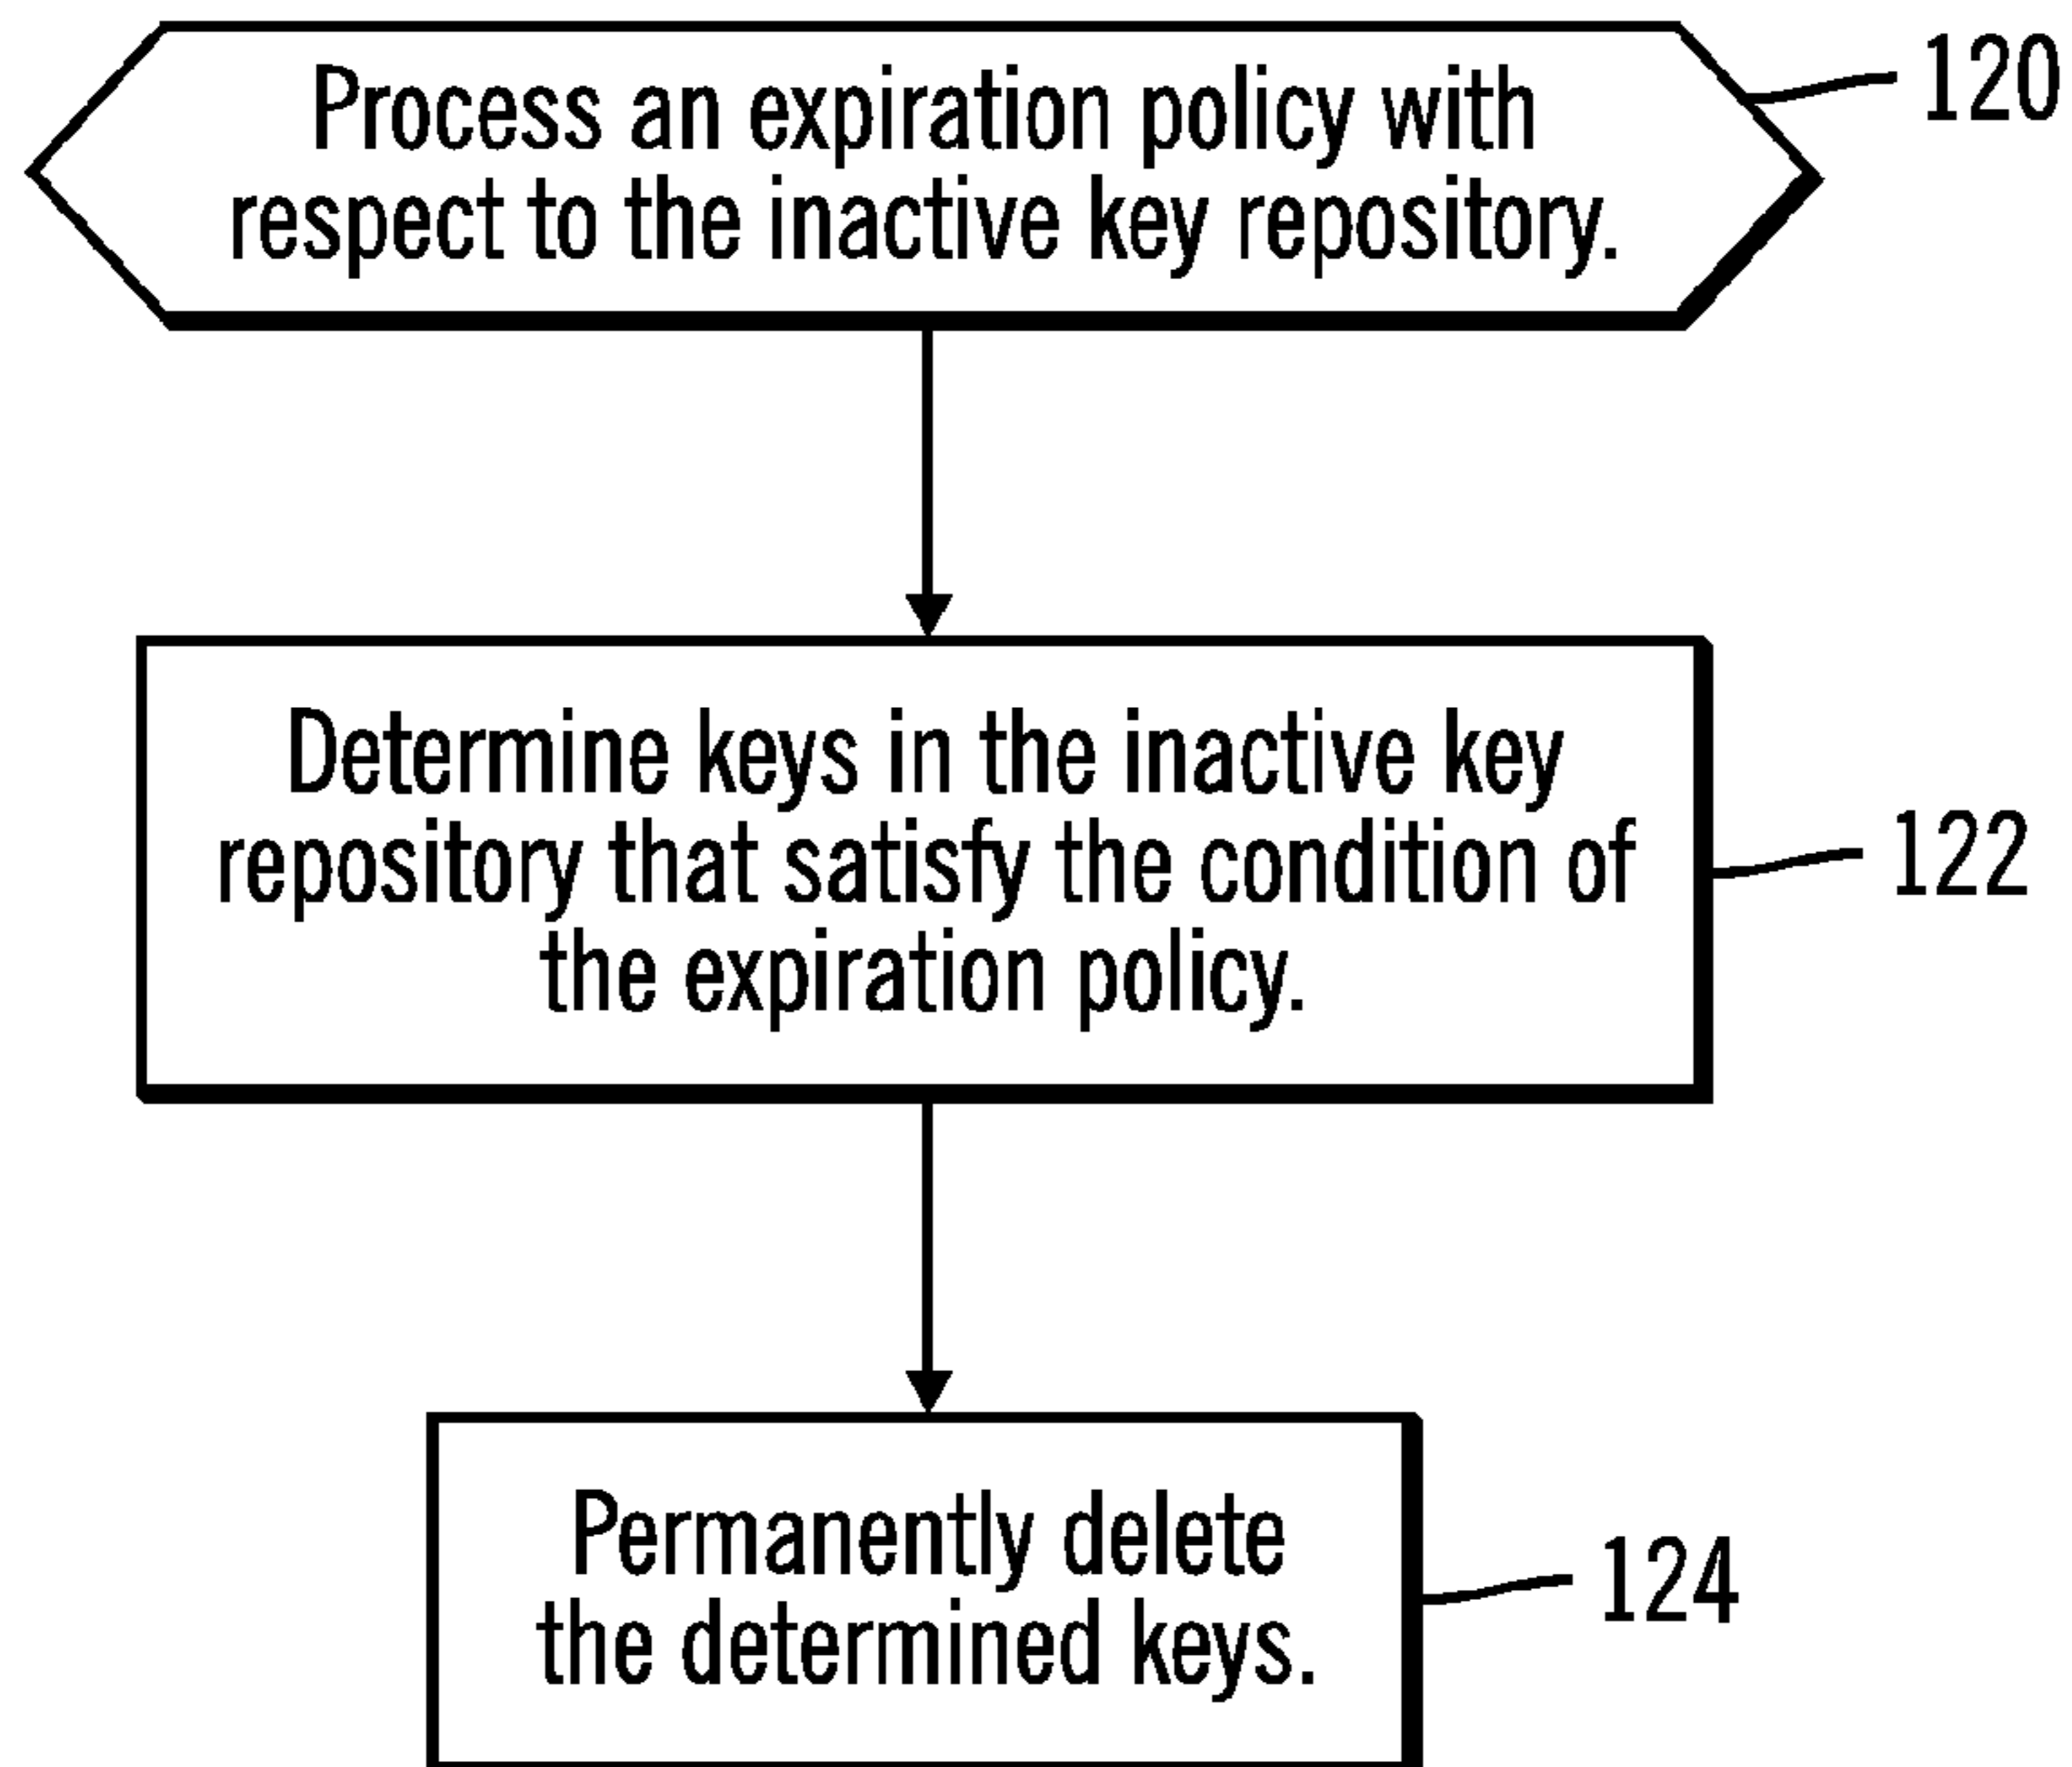 Process an expiration policy with
respect to the inactive key repository.
120
Determine keys in the inactive key
repository that satisfy the condition of
the expiration policy.
122
Permanently delete
the determined keys.
124